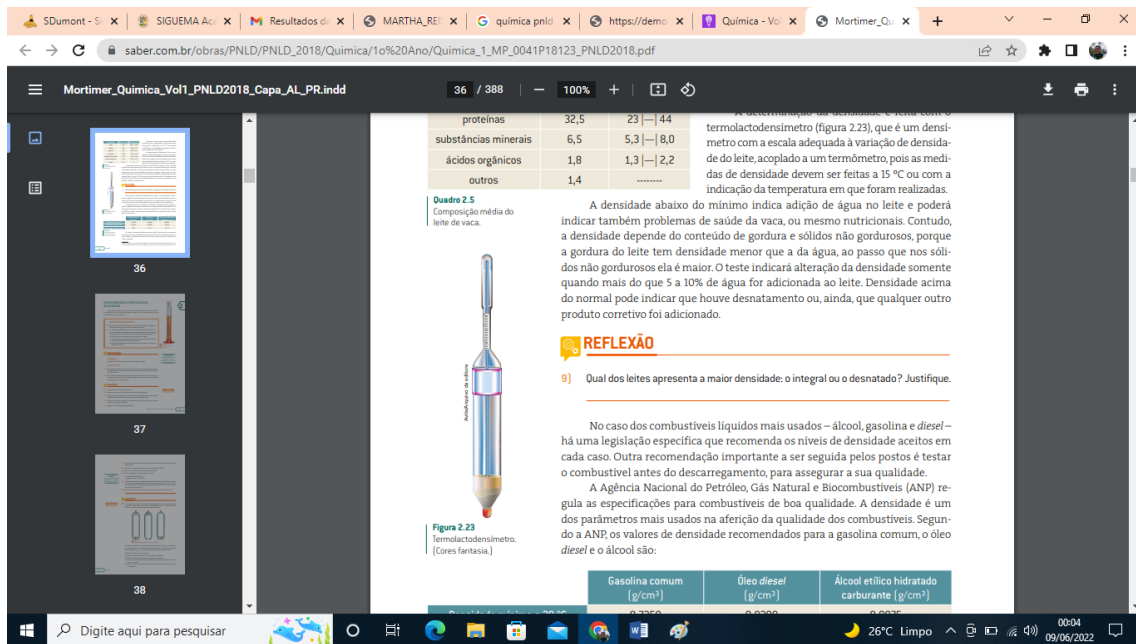 SDumont - S
SIGUEMA Aca
Resultados d
MARTHA_REI
química pnld
https://demo
Química - Vo
Mortimer_Qu
saber.com.br/obras/PNLD/PNLD_2018/Quimica/1o%20Ano/Quimica_1_MP_0041P18123_PNLD2018.pdf
Mortimer_Quimica_Vol1_PNLD2018_Capa_AL_PR.indd
36 / 388
100%
36
37
38
proteínas 32,5 23 |—| 44
substâncias minerais 6,5 5,3 |—| 8,0
ácidos orgânicos 1,8 1,3 |—| 2,2
outros 1,4 --------
Quadro 2.5
Composição média do
leite de vaca.
A determinação da densidade é feita com o
termolactodensímetro (figura 2.23), que é um densí-
metro com a escala adequada à variação de densida-
de do leite, acoplado a um termômetro, pois as medi-
das de densidade devem ser feitas a 15 ºC ou com a
indicação da temperatura em que foram realizadas.
A densidade abaixo do mínimo indica adição de água no leite e poderá
indicar também problemas de saúde da vaca, ou mesmo nutricionais. Contudo,
a densidade depende do conteúdo de gordura e sólidos não gordurosos, porque
a gordura do leite tem densidade menor que a da água, ao passo que nos sóli-
dos não gordurosos ela é maior. O teste indicará alteração da densidade somente
quando mais do que 5 a 10% de água for adicionada ao leite. Densidade acima
do normal pode indicar que houve desnatamento ou, ainda, que qualquer outro
produto corretivo foi adicionado.
REFLEXÃO
9) Qual dos leites apresenta a maior densidade: o integral ou o desnatado? Justifique.
No caso dos combustíveis líquidos mais usados – álcool, gasolina e diesel –
há uma legislação específica que recomenda os níveis de densidade aceitos em
cada caso. Outra recomendação importante a ser seguida pelos postos é testar
o combustível antes do descarregamento, para assegurar a sua qualidade.
A Agência Nacional do Petróleo, Gás Natural e Biocombustíveis (ANP) re-
gula as especificações para combustíveis de boa qualidade. A densidade é um
dos parâmetros mais usados na aferição da qualidade dos combustíveis. Segun-
do a ANP, os valores de densidade recomendados para a gasolina comum, o óleo
diesel e o álcool são:
Figura 2.23
Termolactodensímetro.
(Cores fantasia.)
Gasolina comum
(g/cm³)
Óleo diesel
(g/cm³)
Álcool etílico hidratado
carburante (g/cm³)
Digite aqui para pesquisar
26°C Limpo
00:04
09/06/2022